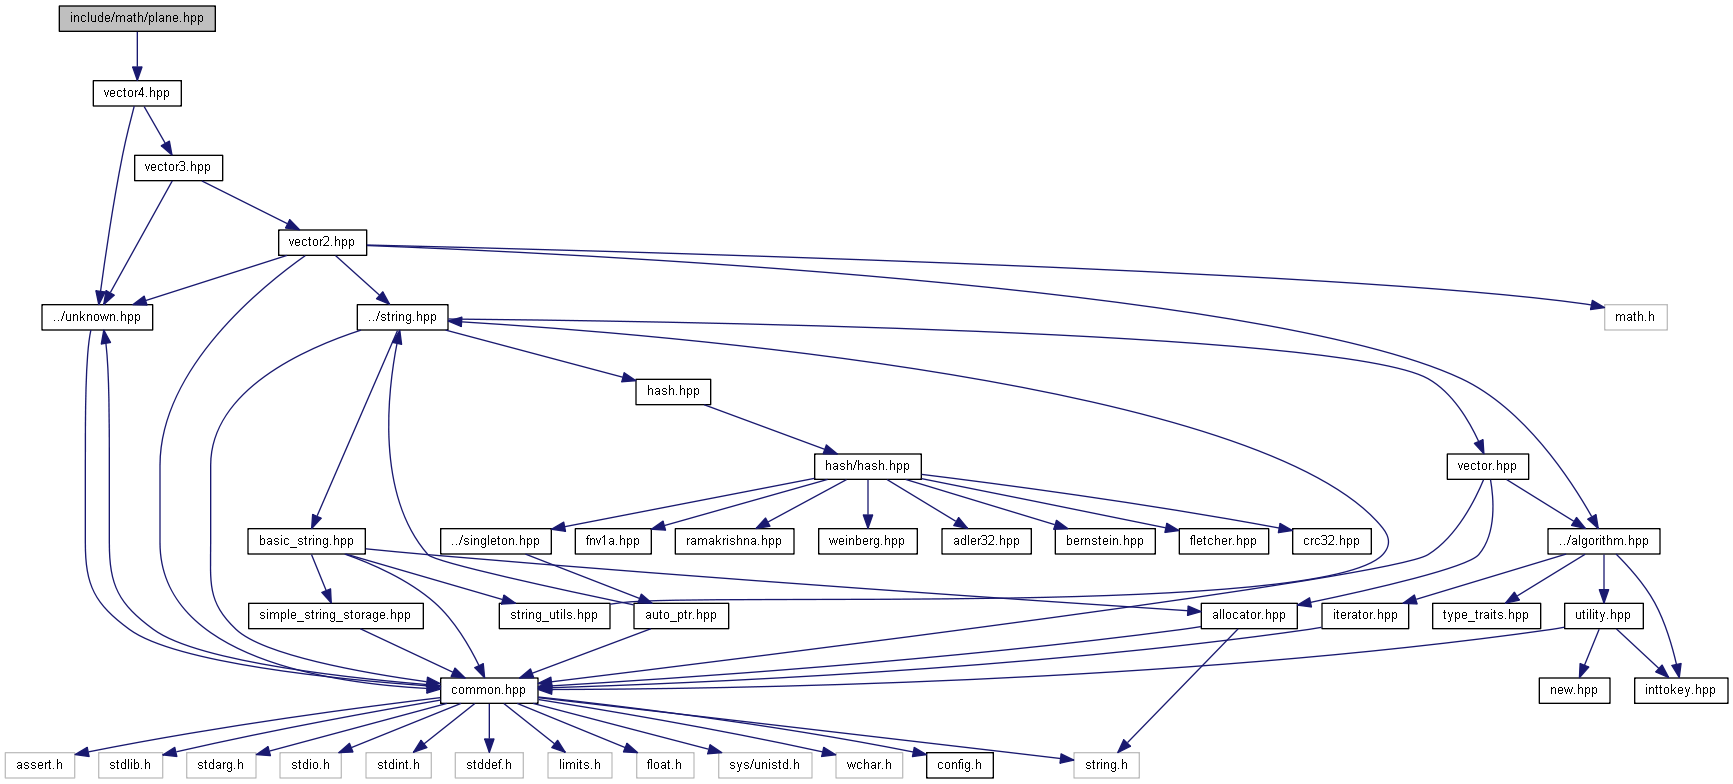 include/math/plane.hpp
vector4.hpp
vector3.hpp
vector2.hpp
../unknown.hpp
../string.hpp
math.h
hash.hpp
hash/hash.hpp
vector.hpp
basic_string.hpp
../singleton.hpp
fnv1a.hpp
ramakrishna.hpp
weinberg.hpp
adler32.hpp
bernstein.hpp
fletcher.hpp
crc32.hpp
../algorithm.hpp
simple_string_storage.hpp
string_utils.hpp
auto_ptr.hpp
allocator.hpp
iterator.hpp
type_traits.hpp
utility.hpp
common.hpp
new.hpp
inttokey.hpp
assert.h
stdlib.h
stdarg.h
stdio.h
stdint.h
stddef.h
limits.h
float.h
sys/unistd.h
wchar.h
config.h
string.h